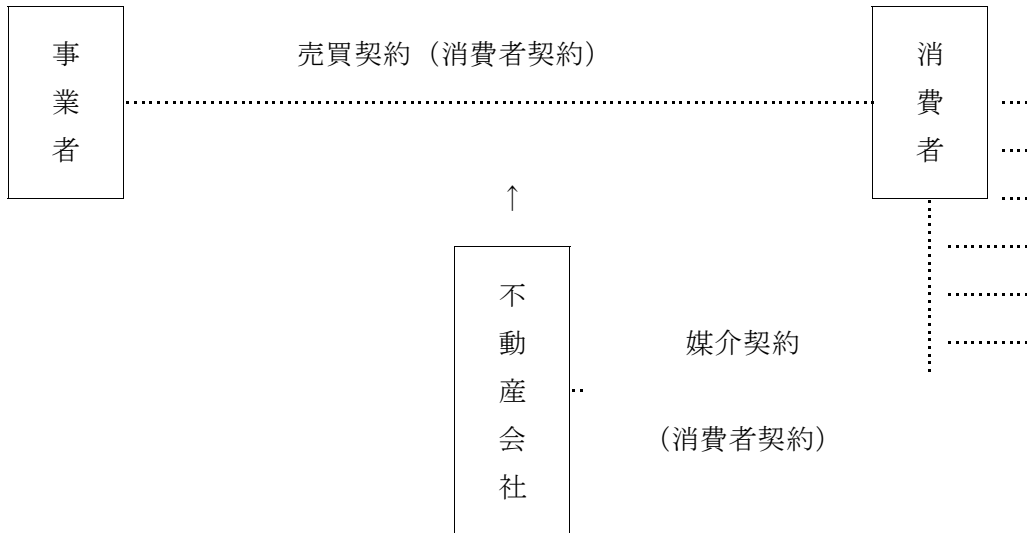 事業者
売買契約（消費者契約）
消費者
↑
不動産会社
媒介契約
（消費者契約）